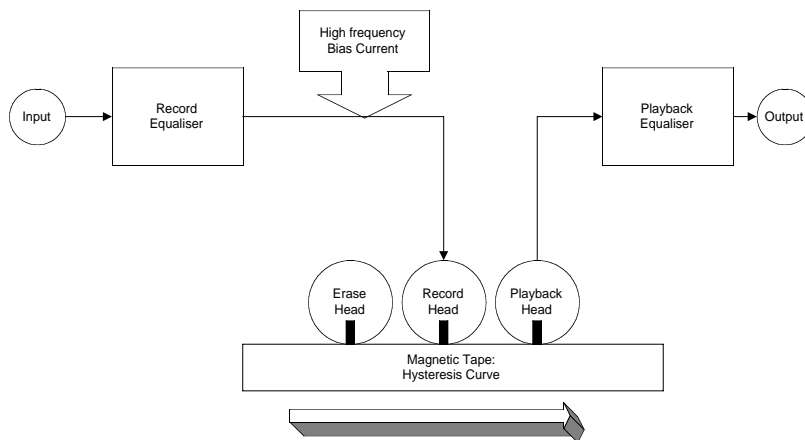 High frequency
Bias Current
Input
Record
Equaliser
Playback
Equaliser
Output
Erase
Head
Record
Head
Playback
Head
Magnetic Tape:
Hysteresis Curve